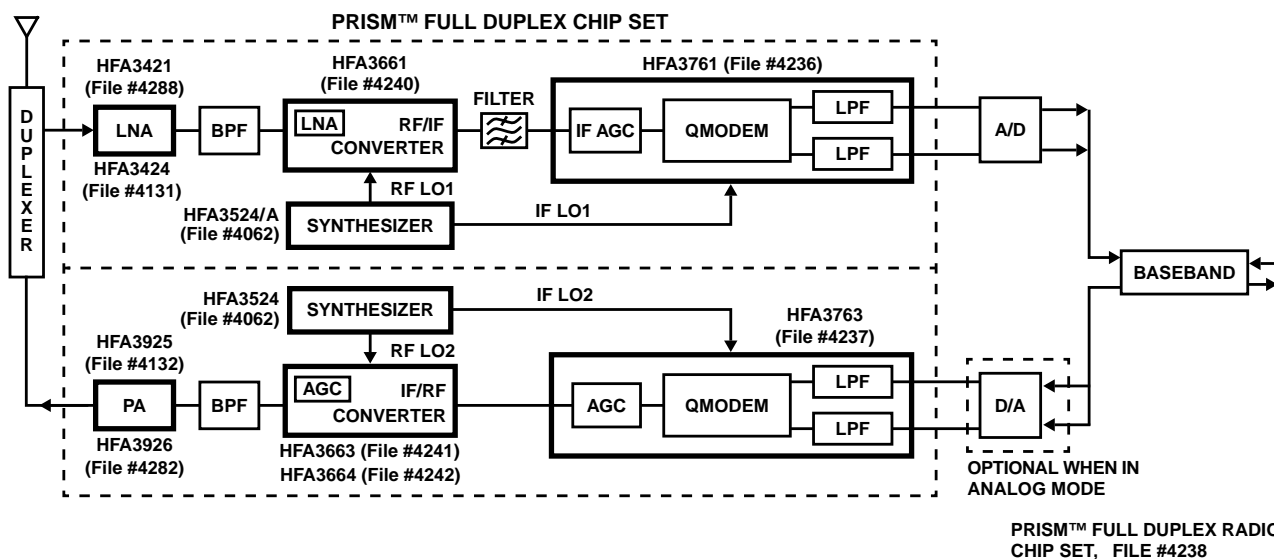 PRISM™ FULL DUPLEX CHIP SET
HFA3421
(File #4288)
HFA3661
(File #4240)
HFA3761 (File #4236)
FILTER
DUPLEXER
LNA
BPF
LNA
RF/IF
CONVERTER
IF AGC
QMODEM
LPF
LPF
A/D
HFA3424
(File #4131)
RF LO1
HFA3524/A
(File #4062)
SYNTHESIZER
IF LO1
BASEBAND
HFA3524
(File #4062)
SYNTHESIZER
IF LO2
HFA3763
(File #4237)
HFA3925
(File #4132)
RF LO2
PA
BPF
AGC
IF/RF
CONVERTER
AGC
QMODEM
LPF
LPF
D/A
HFA3926
(File #4282)
HFA3663 (File #4241)
HFA3664 (File #4242)
OPTIONAL WHEN IN
ANALOG MODE
PRISM™ FULL DUPLEX RADIO
CHIP SET, FILE #4238